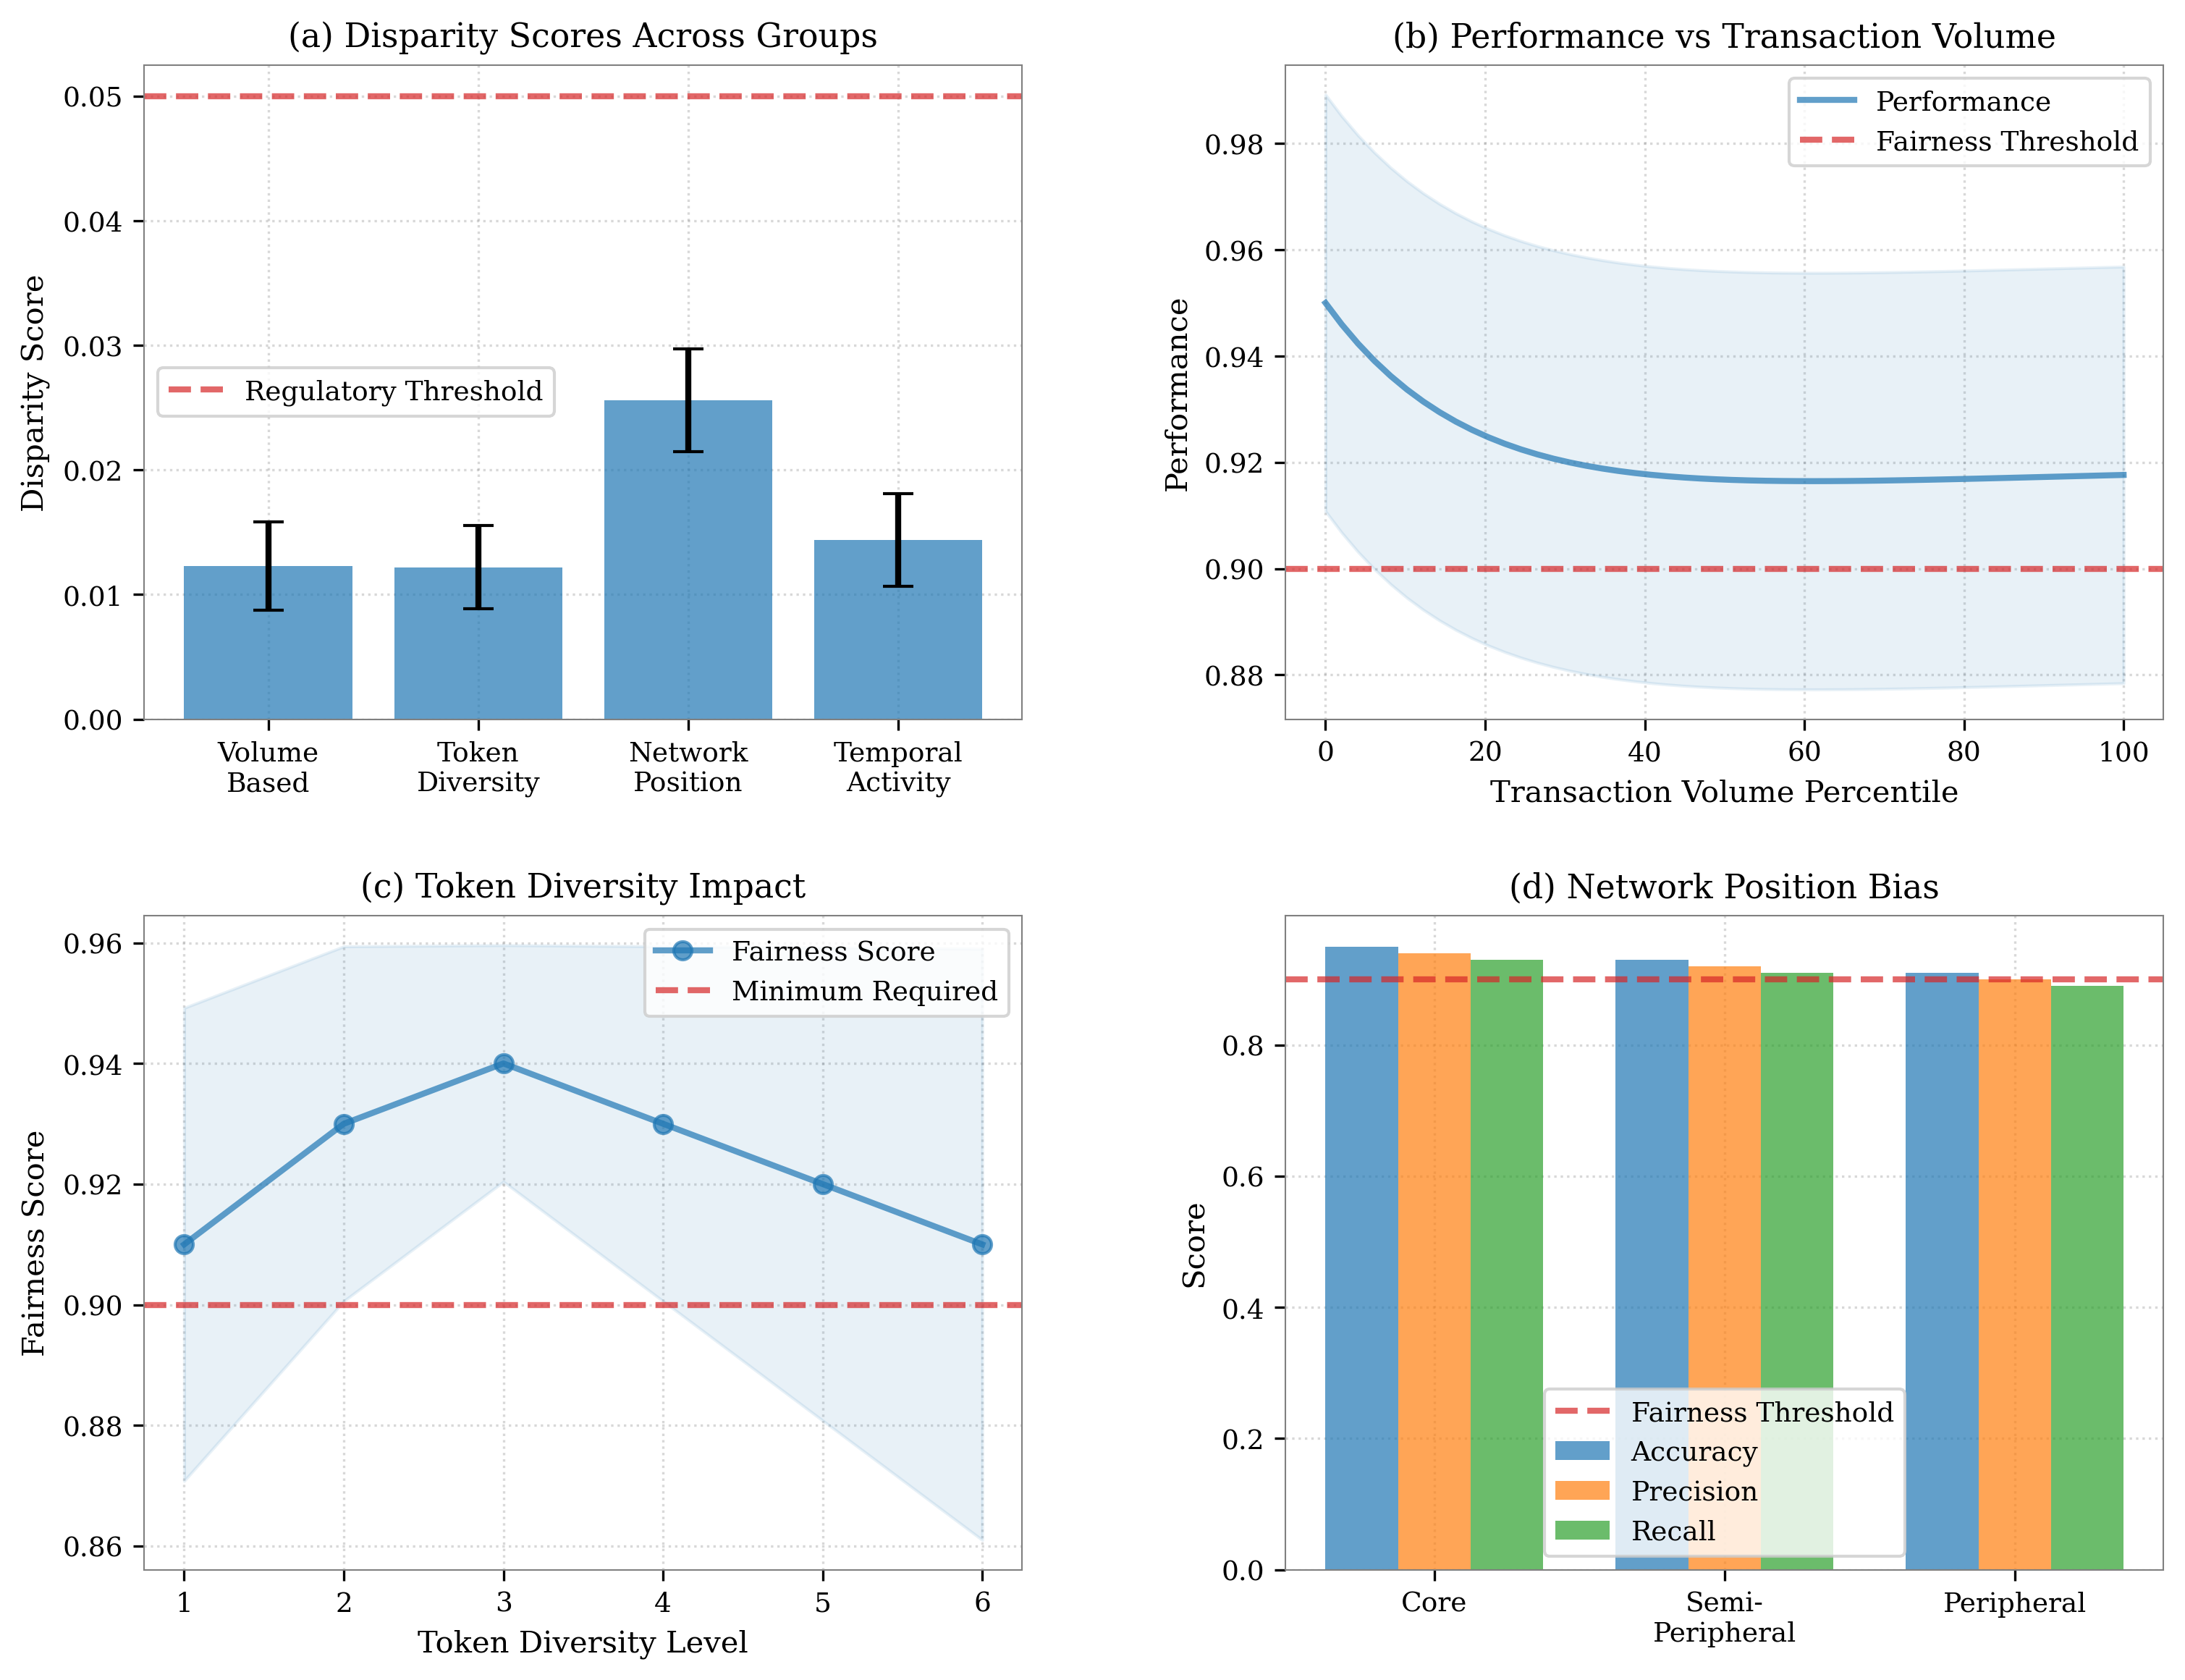 (a) Disparity Scores Across Groups
0.05
0.04
0.03
0.02
0.01
0.00
Disparity Score
Regulatory Threshold
Volume
Based
Token
Diversity
Network
Position
Temporal
Activity
(b) Performance vs Transaction Volume
0.98
0.96
0.94
0.92
0.90
0.88
Performance
Performance
Fairness Threshold
0 20 40 60 80 100
Transaction Volume Percentile
(c) Token Diversity Impact
0.96
0.94
0.92
0.90
0.88
0.86
Fairness Score
Fairness Score
Minimum Required
1 2 3 4 5 6
Token Diversity Level
(d) Network Position Bias
0.8
0.6
0.4
0.2
0.0
Score
Fairness Threshold
Accuracy
Precision
Recall
Core
Semi-
Peripheral
Peripheral